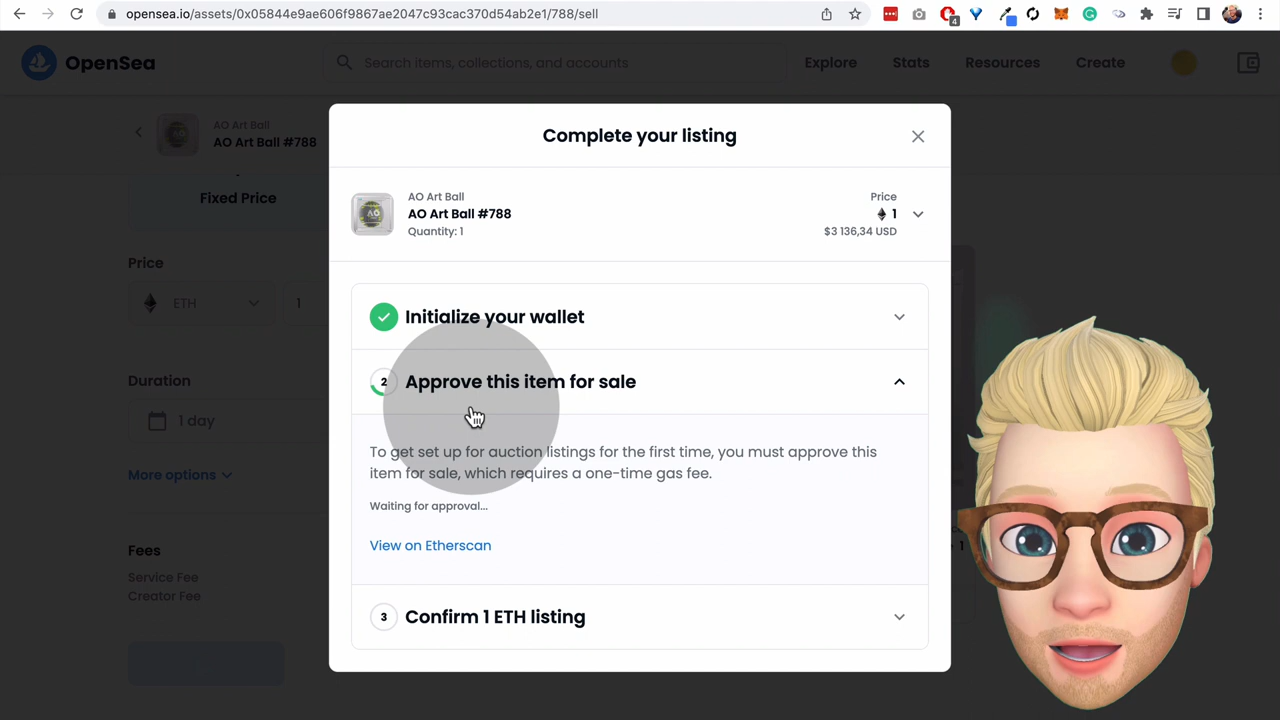 opensea.io/assets/0x05844e9ae606f9867ae2047c93cac370d54ab2e1/788/sell
4
OpenSea
Search items, collections, and accounts
Explore
Stats
Resources
Create
AO Art Ball
AO Art Ball #788
Fixed Price
Price
ETH
1
Duration
1 day
More options
Fees
Service Fee
Creator Fee
Complete your listing
AO Art Ball
AO Art Ball #788
Quantity: 1
Price
1
$3 136,34 USD
Initialize your wallet
2 Approve this item for sale
To get set up for auction listings for the first time, you must approve this
item for sale, which requires a one-time gas fee.
Waiting for approval...
View on Etherscan
3 Confirm 1 ETH listing
1